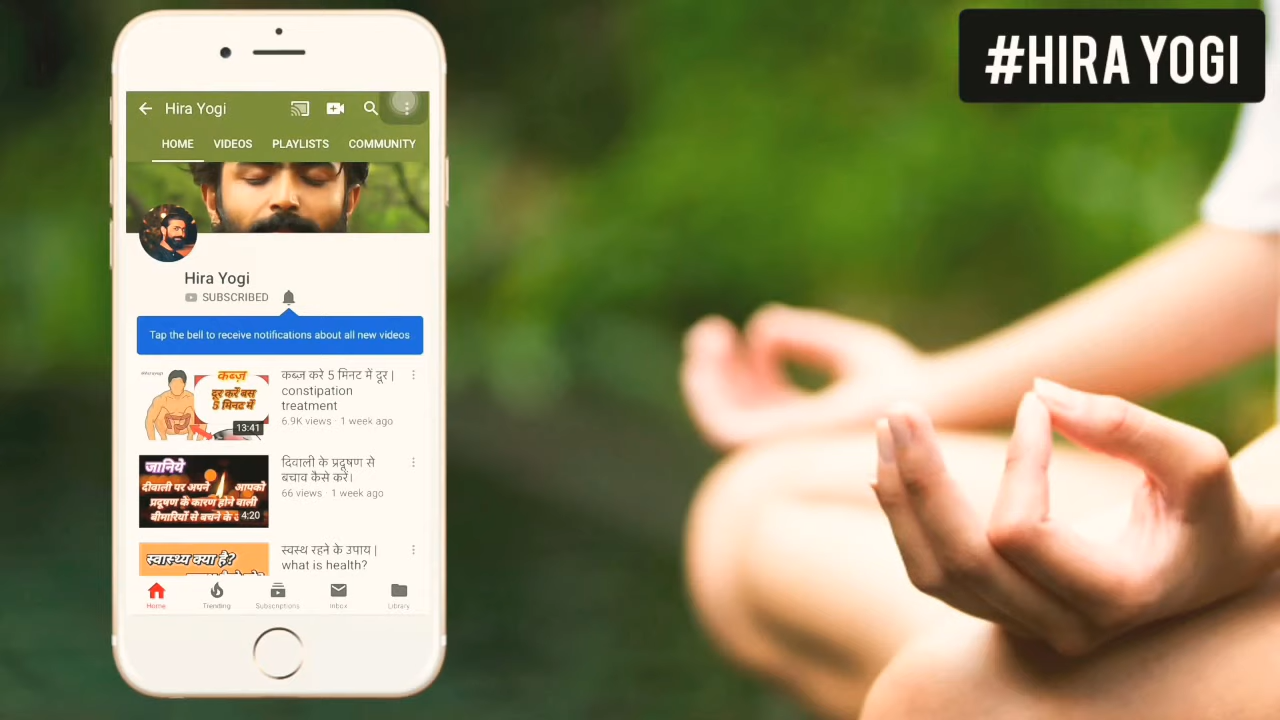 #HIRA YOGI
Hira Yogi
HOME VIDEOS PLAYLISTS COMMUNITY
Hira Yogi
SUBSCRIBED
Tap the bell to receive notifications about all new videos
कब्ज़
दूर करें बस
5 मिनट में
13:41
कब्ज़ करे 5 मिनट में दूर |
constipation
treatment
6.9K views · 1 week ago
जानिये
दीवाली पर अपने आपको
प्रदूषण के कारण होने वाली
बीमारियों से बचने के
4:20
दिवाली के प्रदूषण से
बचाव कैसे करें।
66 views · 1 week ago
स्वास्थ्य क्या है?
स्वस्थ रहने के उपाय |
what is health?
Home Trending Subscriptions Inbox Library